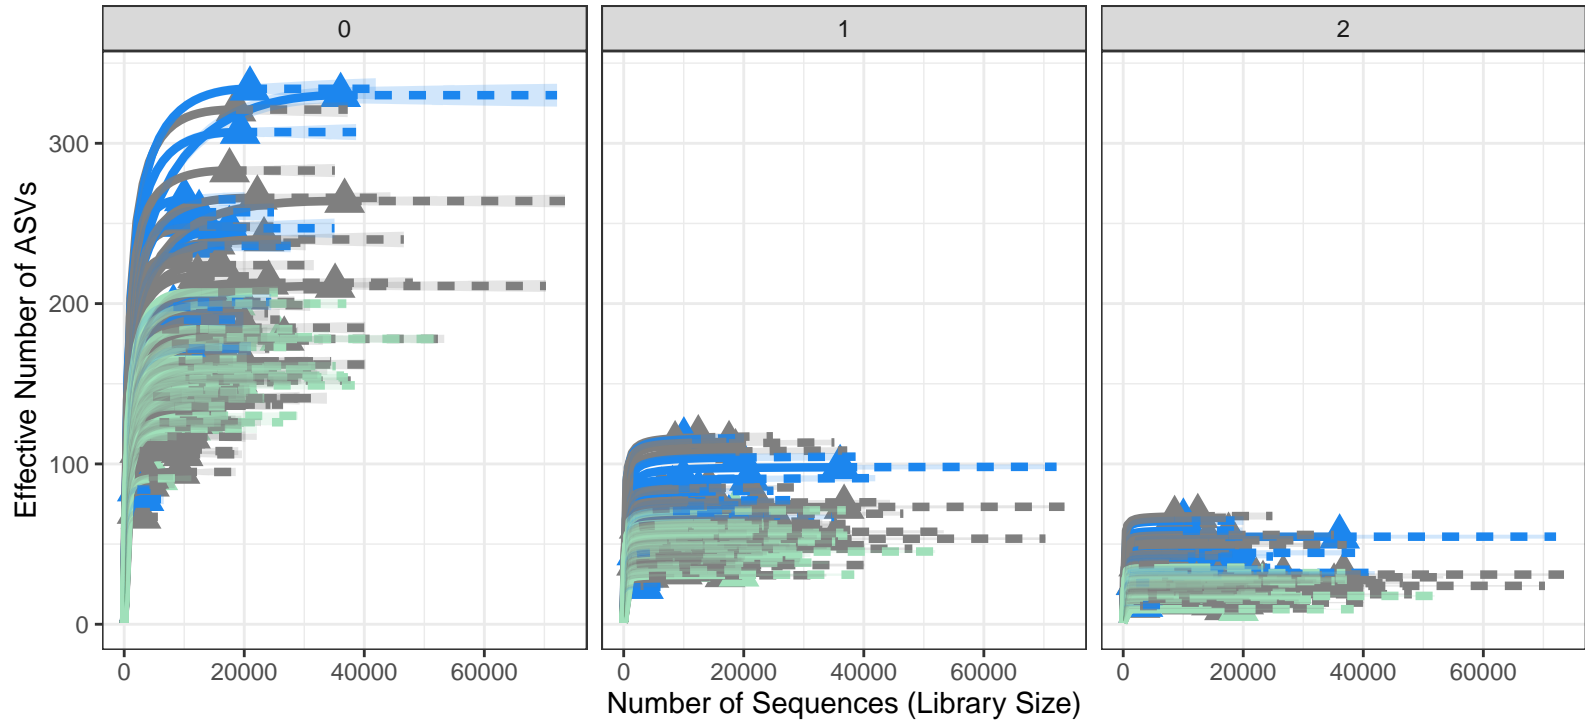 0 1 2
Effective Number of ASVs
300
200
100
0
0 20000 40000 60000 0 20000 40000 60000 0 20000 40000 60000
Number of Sequences (Library Size)